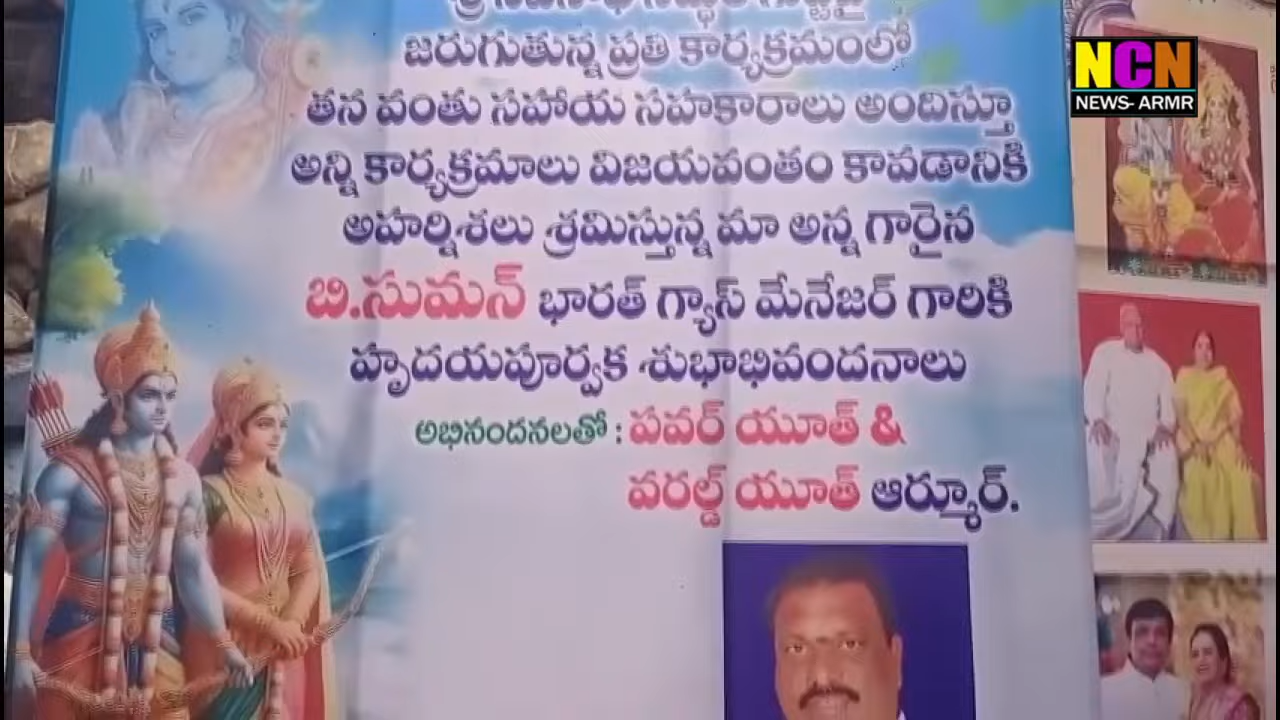 జరుగుతున్న ప్రతి కార్యక్రమంలో
తన వంతు సహాయ సహకారాలు అందిస్తూ
అన్ని కార్యక్రమాలు విజయవంతం కావడానికి
అహర్నిశలు శ్రమిస్తున్న మా అన్న గారైన
బి.సుమన్ భారత్ గ్యాస్ మేనేజర్ గారికి
హృదయపూర్వక శుభాభివందనాలు
అభినందనలతో : పవర్ యూత్ &
వరల్డ్ యూత్ ఆర్మూర్.
NCN
NEWS- ARMR